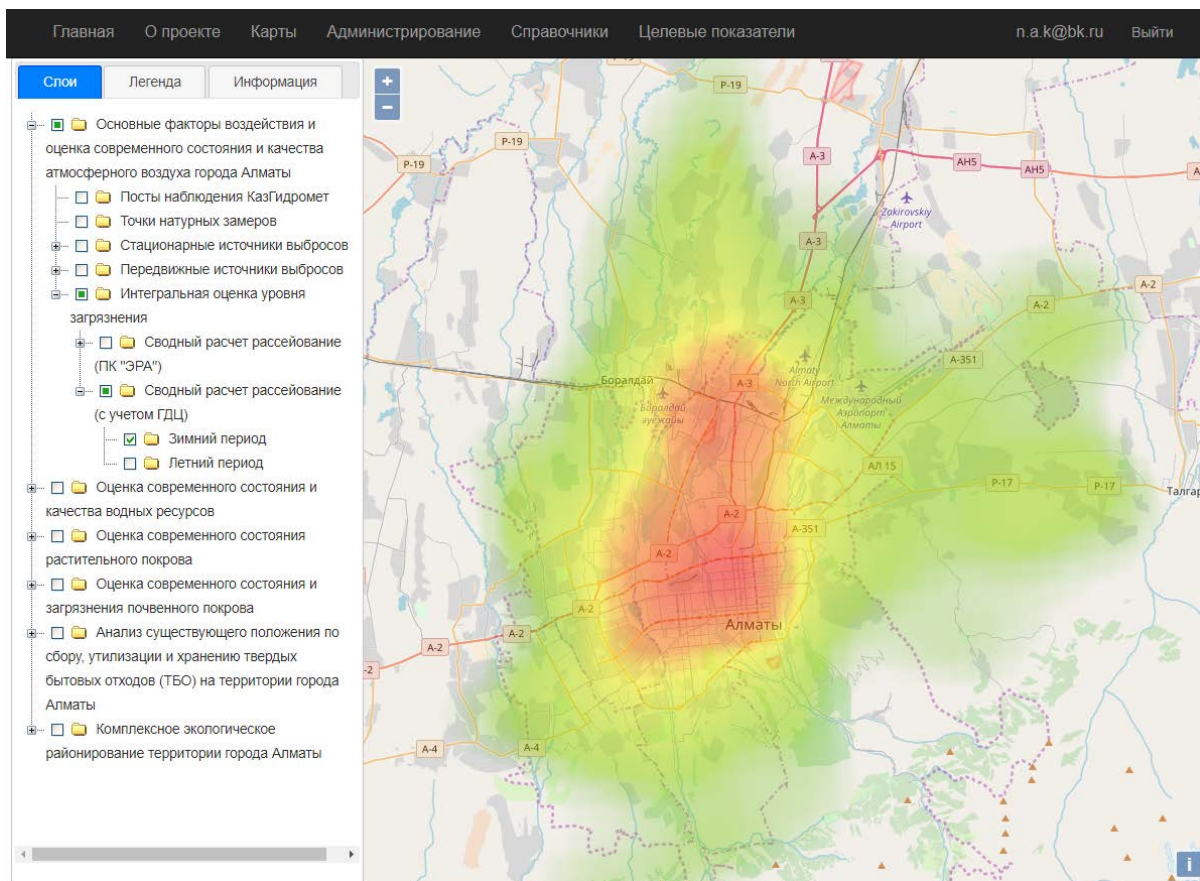 Главная О проекте Карты Администрирование Справочники Целевые показатели n.a.k@bk.ru Выйти
Слои Легенда Информация
Основные факторы воздействия и
оценка современного состояния и качества
атмосферного воздуха города Алматы
Посты наблюдения КазГидромет
Точки натурных замеров
Стационарные источники выбросов
Передвижные источники выбросов
Интегральная оценка уровня
загрязнения
Сводный расчет рассейование
(ПК "ЭРА")
Сводный расчет рассейование
(с учетом ГДЦ)
Зимний период
Летний период
Оценка современного состояния и
качества водных ресурсов
Оценка современного состояния
растительного покрова
Оценка современного состояния и
загрязнения почвенного покрова
Анализ существующего положения по
сбору, утилизации и хранению твердых
бытовых отходов (ТБО) на территории города
Алматы
Комплексное экологическое
районирование территории города Алматы
+
−
P-19
P-19
P-19
A-3
AH5
AH5
Zakirovskiy
Airport
A-3
A-2
A-3
A-2
A-351
Боралдай
Almaty
North Airport
A-3
Боралдай
әуежайы
Международный
Аэропорт
Алматы
АЛ 15
P-17
P-17
Талгар
A-2
A-351
A-2
A-2
Алматы
A-2
A-2
-2
A-4
A-4
i